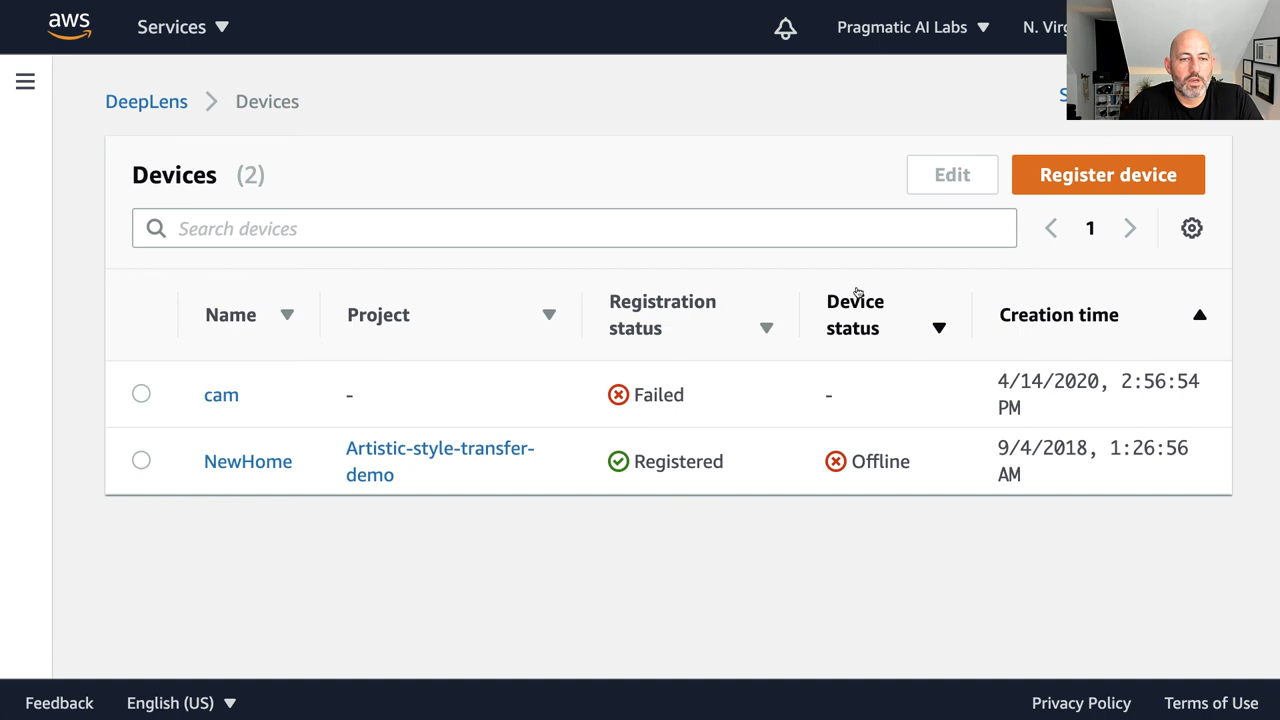 aws Services Pragmatic AI Labs N. Virg
DeepLens Devices
Devices (2) Edit Register device
Search devices 1
Name Project Registration status Device status Creation time
cam - Failed - 4/14/2020, 2:56:54 PM
NewHome Artistic-style-transfer-demo Registered Offline 9/4/2018, 1:26:56 AM
Feedback English (US) Privacy Policy Terms of Use